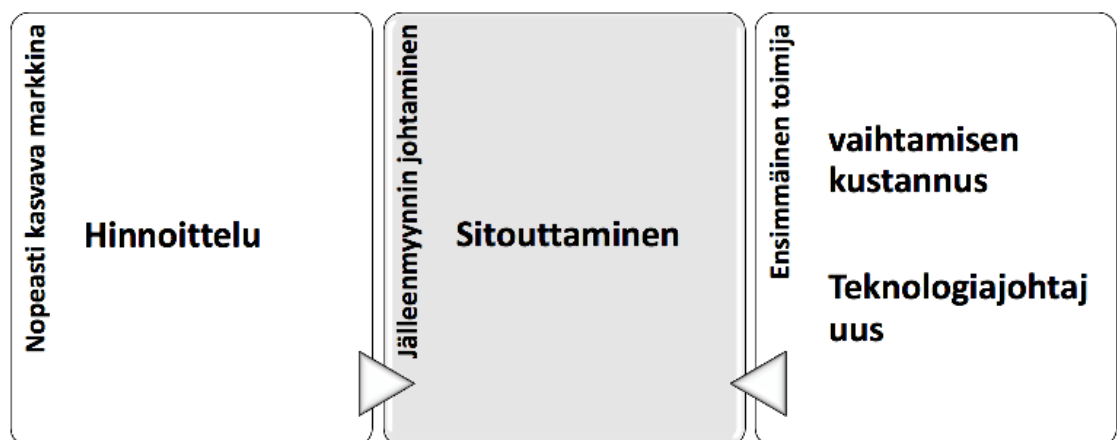 Nopeasti kasvava markkina
Hinnoittelu
Jälleenmyynnin johtaminen
Sitouttaminen
Ensimmäinen toimija
vaihtamisen
kustannus
Teknologiajohtaj
uus